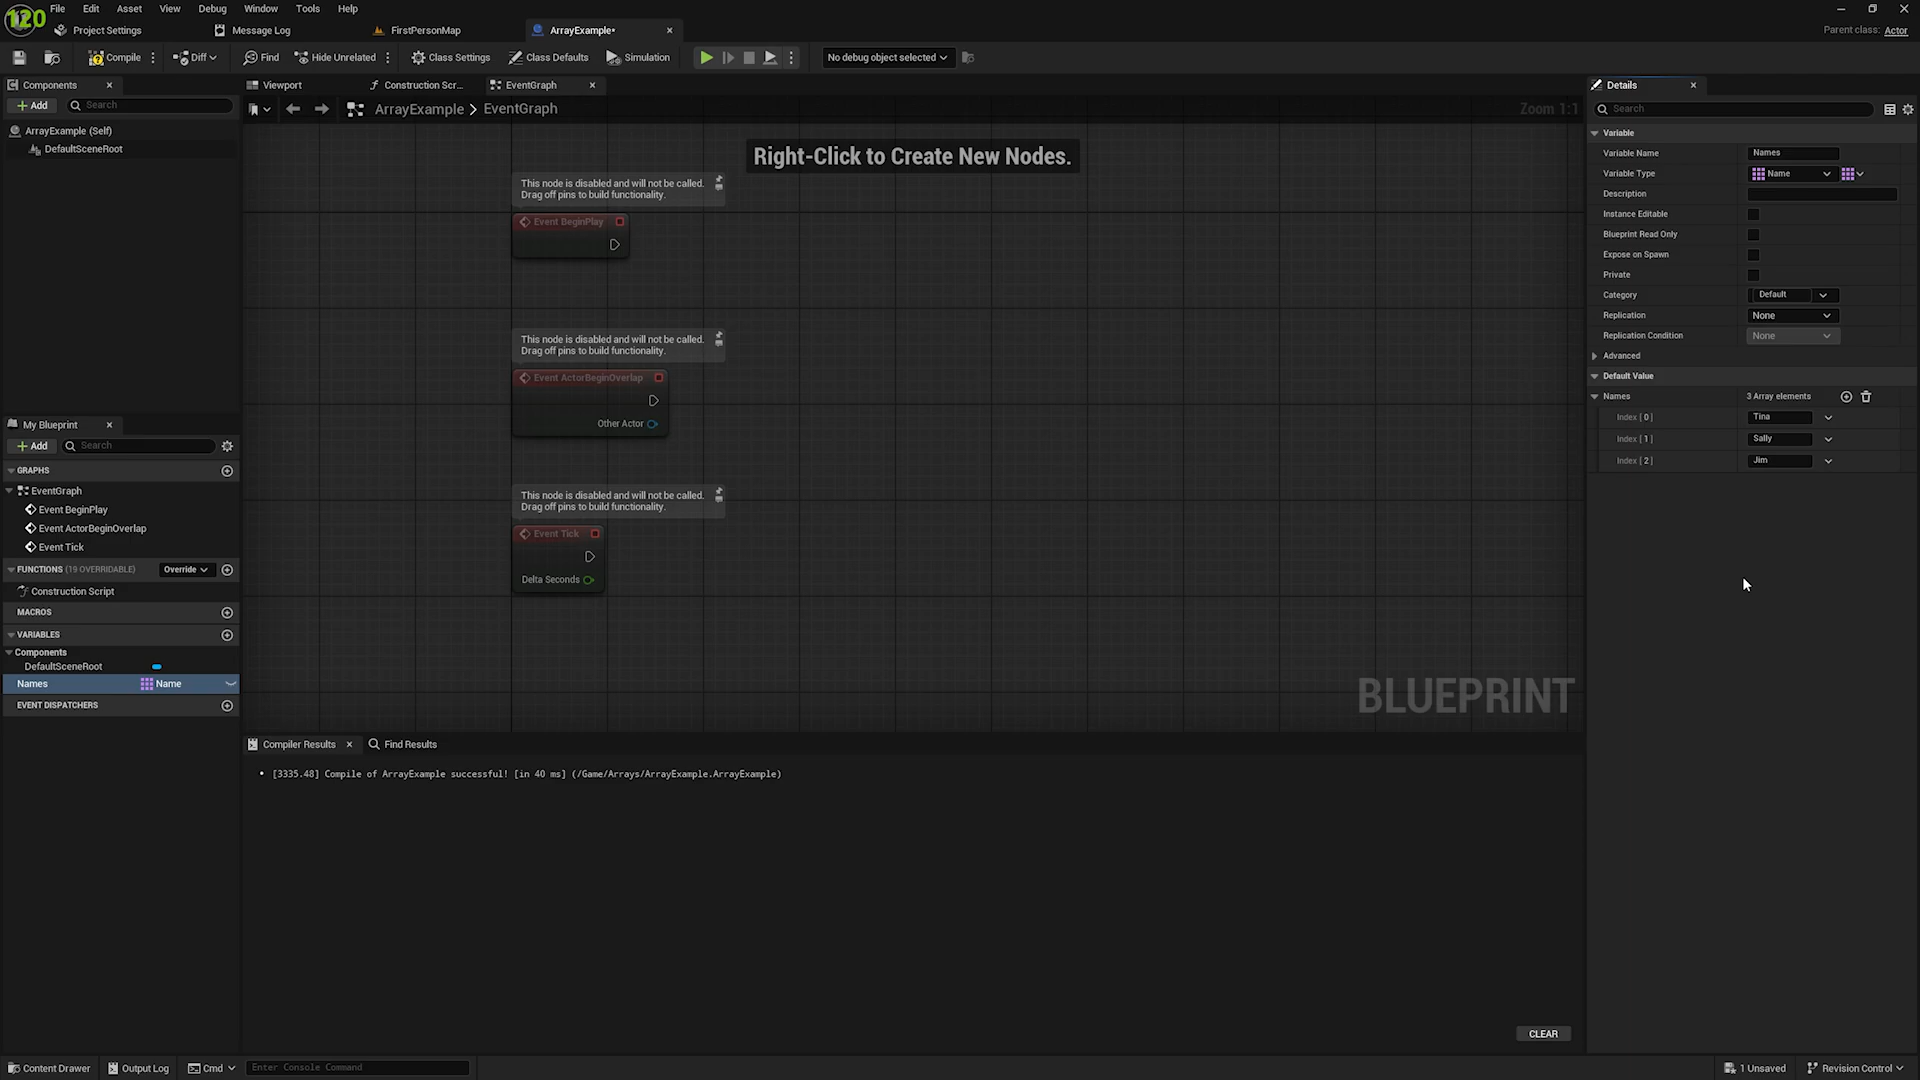 120
File Edit Asset View Debug Window Tools Help
Project Settings Message Log FirstPersonMap ArrayExample•
Parent class: Actor
Compile Diff Find Hide Unrelated Class Settings Class Defaults Simulation No debug object selected
Components
Add Search
ArrayExample (Self)
DefaultSceneRoot
Viewport Construction Scr... EventGraph
ArrayExample > EventGraph
Zoom 1:1
Right-Click to Create New Nodes.
This node is disabled and will not be called.
Drag off pins to build functionality.
Event BeginPlay
This node is disabled and will not be called.
Drag off pins to build functionality.
Event ActorBeginOverlap
Other Actor
This node is disabled and will not be called.
Drag off pins to build functionality.
Event Tick
Delta Seconds
BLUEPRINT
My Blueprint
Add Search
GRAPHS
EventGraph
Event BeginPlay
Event ActorBeginOverlap
Event Tick
FUNCTIONS (19 OVERRIDABLE) Override
Construction Script
MACROS
VARIABLES
Components
DefaultSceneRoot
Names Name
EVENT DISPATCHERS
Compiler Results Find Results
• [3335.48] Compile of ArrayExample successful! [in 40 ms] (/Game/Arrays/ArrayExample.ArrayExample)
CLEAR
Details
Search
Variable
Variable Name Names
Variable Type Name
Description
Instance Editable
Blueprint Read Only
Expose on Spawn
Private
Category Default
Replication None
Replication Condition None
Advanced
Default Value
Names 3 Array elements
Index [ 0 ] Tina
Index [ 1 ] Sally
Index [ 2 ] Jim
Content Drawer Output Log Cmd Enter Console Command
1 Unsaved Revision Control